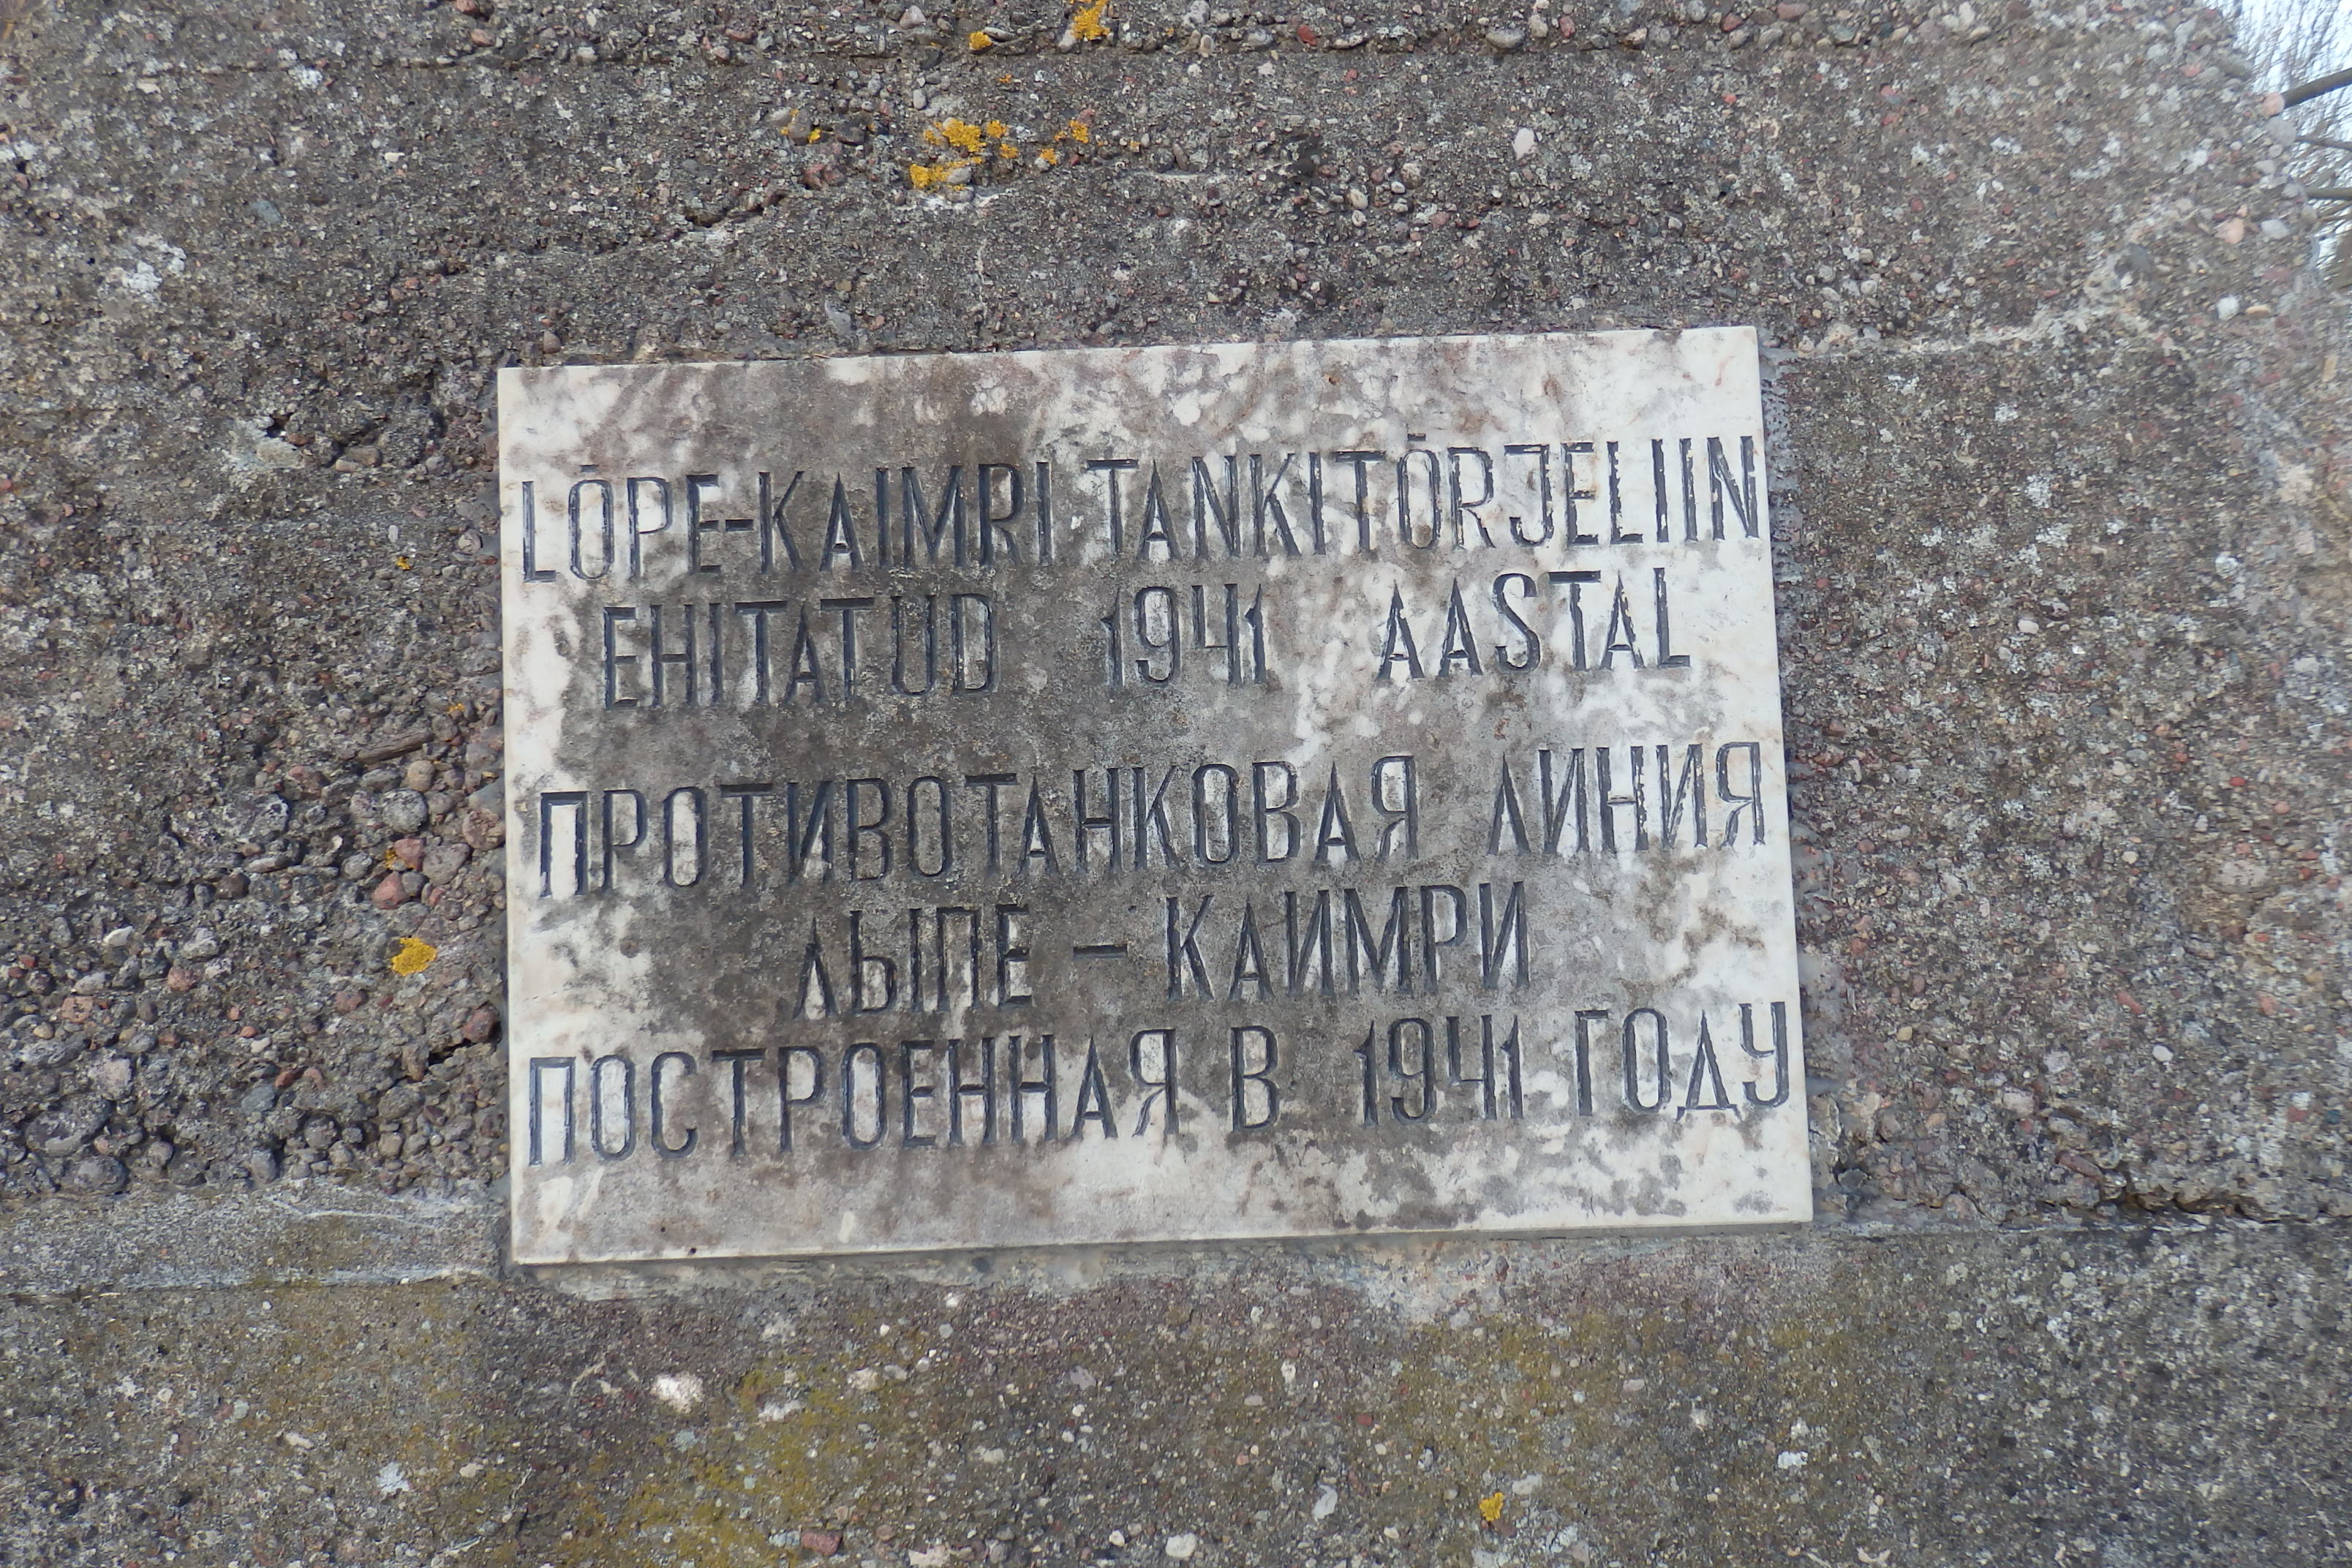 LÕPE-KAIMRI TANKITÕRJELIIN
EHITATUD 1941 AASTAL
ПРОТИВОТАНКОВАЯ ЛИНИЯ
ЛЫПЕ – КАИМРИ
ПОСТРОЕННАЯ В 1941 ГОДУ